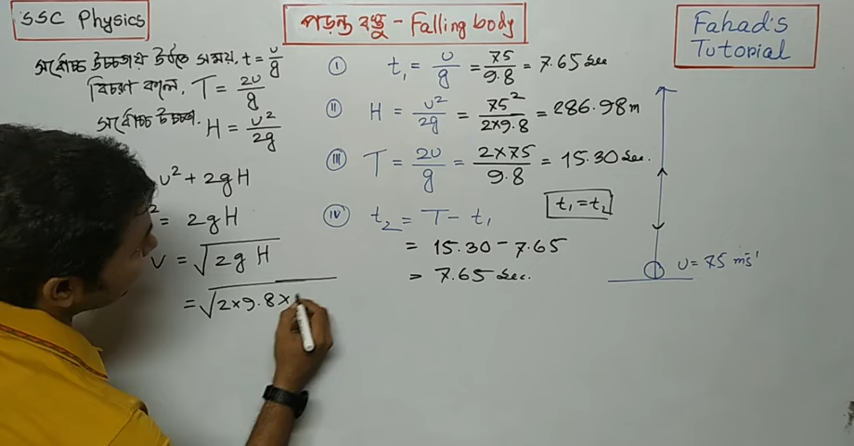 SSC Physics
পড়ন্ত বস্তু - Falling body
Fahad's
Tutorial
সর্বোচ্চ উচ্চতায় উঠতে সময়, t = u/g
বিচরণ কাল, T = 2u/g
সর্বোচ্চ উচ্চতা, H = u²/2g
u² + 2gH
² = 2gH
v = √2gH
= √2×9.8×
(i) t₁ = u/g = 75/9.8 = 7.65 sec
(ii) H = u²/2g = 75²/2×9.8 = 286.98 m
(iii) T = 2u/g = 2×75/9.8 = 15.30 sec.
(iv) t₂ = T - t₁
t₁ = t₂
= 15.30 - 7.65
= 7.65 sec.
u = 75 ms⁻¹